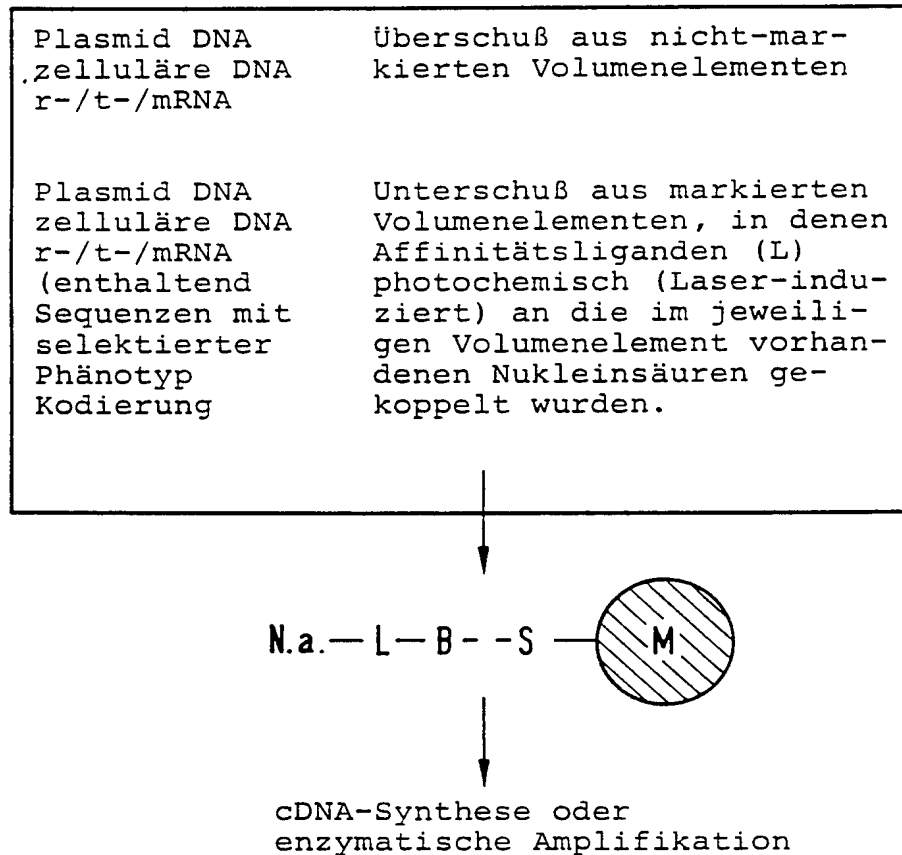 Plasmid DNA Überschuß aus nicht-mar-
zelluläre DNA kierten Volumenelementen
r-/t-/mRNA
Plasmid DNA Unterschuß aus markierten
zelluläre DNA Volumenelementen, in denen
r-/t-/mRNA Affinitätsliganden (L)
(enthaltend photochemisch (Laser-indu-
Sequenzen mit ziert) an die im jeweili-
selektierter gen Volumenelement vorhan-
Phänotyp denen Nukleinsäuren ge-
Kodierung koppelt wurden.
N.a.—L—B--S—M
cDNA-Synthese oder
enzymatische Amplifikation